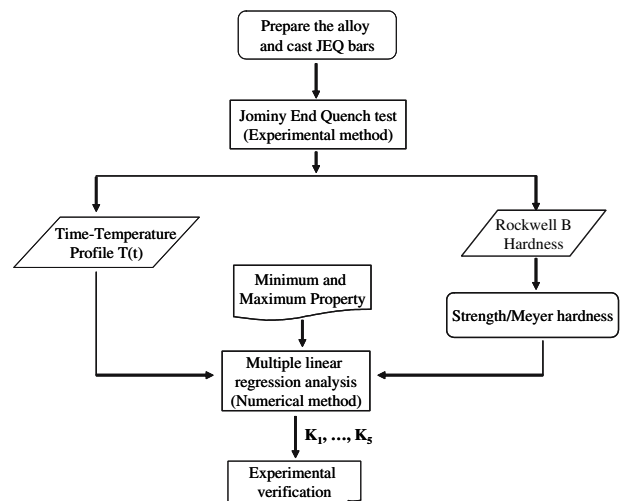 Prepare the alloy
and cast JEQ bars
Jominy End Quench test
(Experimental method)
Time-Temperature
Profile T(t)
Rockwell B
Hardness
Minimum and
Maximum Property
Strength/Meyer hardness
Multiple linear
regression analysis
(Numerical method)
K₁, ..., K₅
Experimental
verification